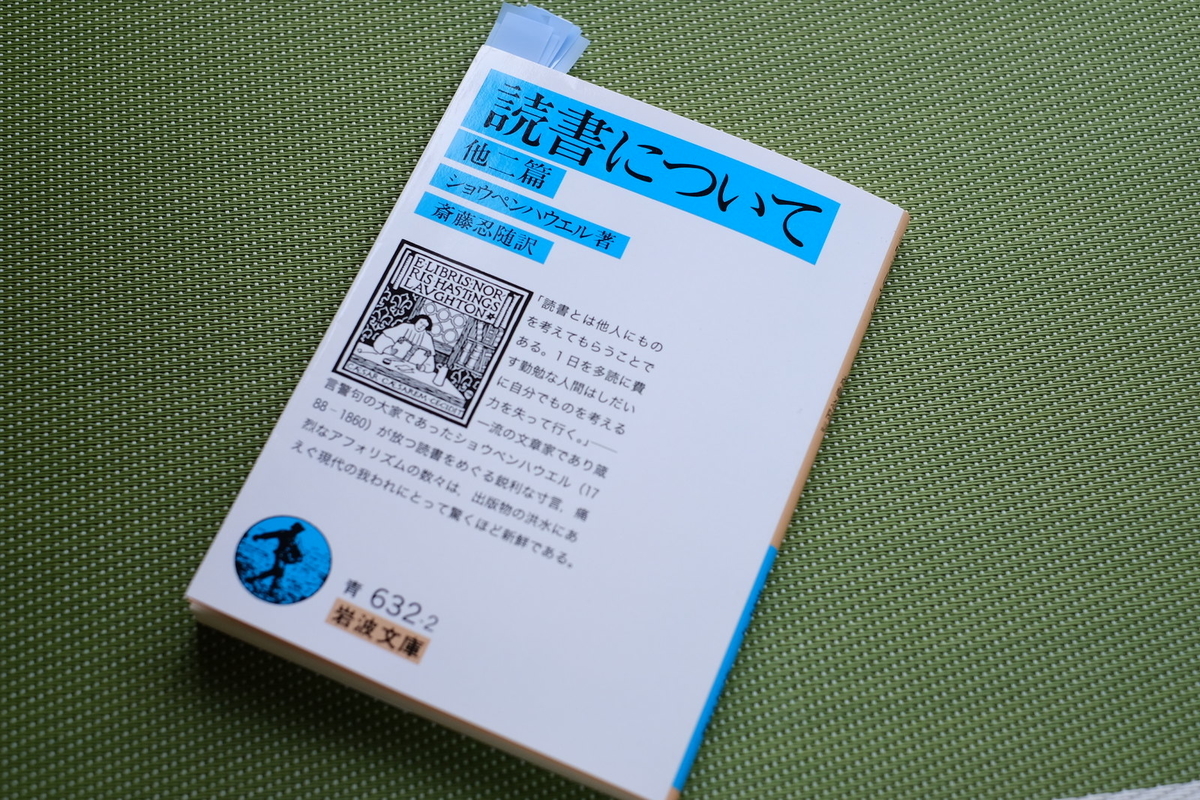 読書について
他二篇
ショウペンハウエル著
斎藤忍随訳
E LIBRIS:NOR
RIS HASTINGS
LAVGHTON
CÆSAR CÆSAREM CECIDIT
「読書とは他人にもの
を考えてもらうことで
ある。1日を多読に費
す勤勉な人間はしだい
に自分でものを考える
力を失って行く。」――
一流の文章家であり箴
言警句の大家であったショウペンハウエル(17
88-1860)が放つ読書をめぐる鋭利な寸言、痛
烈なアフォリズムの数々は、出版物の洪水にあ
えぐ現代の我われにとって驚くほど新鮮である。
青 632-2
岩波文庫